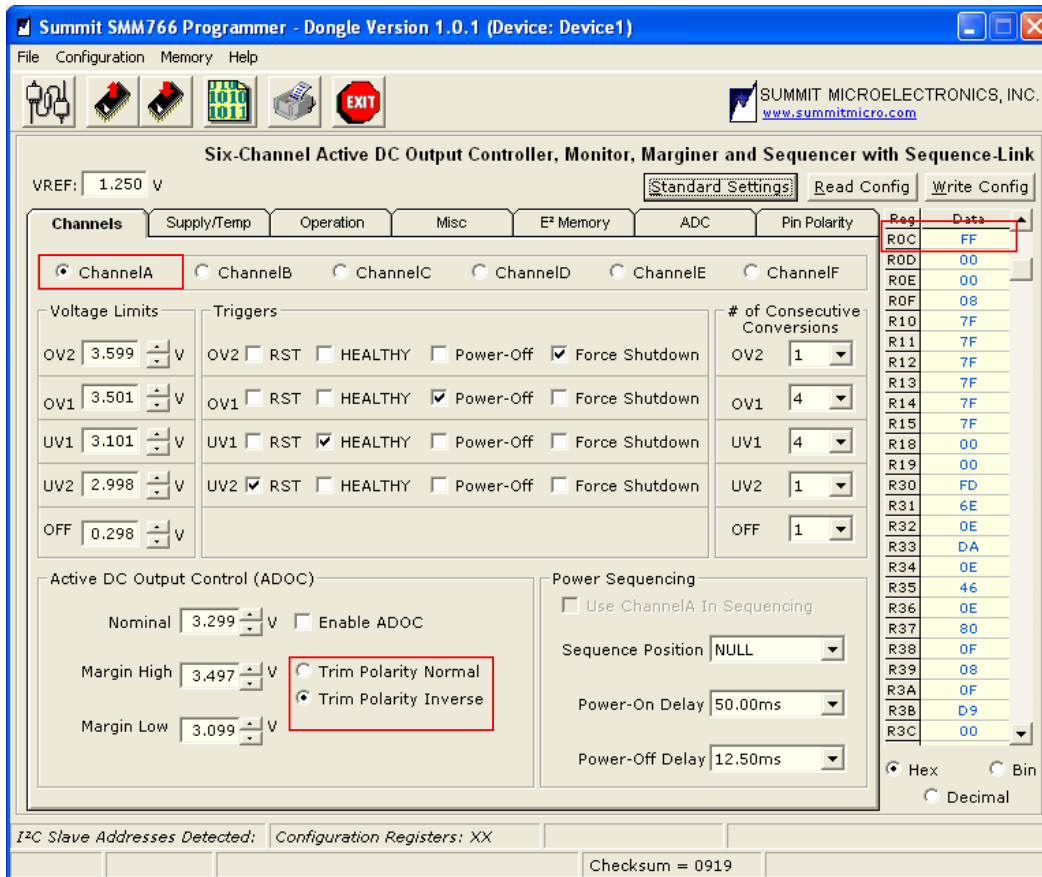 Summit SMM766 Programmer - Dongle Version 1.0.1 (Device: Device1)
File Configuration Memory Help
010
1010
1011
EXIT
SUMMIT MICROELECTRONICS, INC.
www.summitmicro.com
Six-Channel Active DC Output Controller, Monitor, Marginer and Sequencer with Sequence-Link
VREF: 1.250 V
Standard Settings Read Config Write Config
Channels Supply/Temp Operation Misc E² Memory ADC Pin Polarity
ChannelA ChannelB ChannelC ChannelD ChannelE ChannelF
Voltage Limits Triggers # of Consecutive
Conversions
OV2 3.599 V OV2 RST HEALTHY Power-Off Force Shutdown OV2 1
OV1 3.501 V OV1 RST HEALTHY Power-Off Force Shutdown OV1 4
UV1 3.101 V UV1 RST HEALTHY Power-Off Force Shutdown UV1 4
UV2 2.998 V UV2 RST HEALTHY Power-Off Force Shutdown UV2 1
OFF 0.298 V OFF 1
Active DC Output Control (ADOC)
Nominal 3.299 V Enable ADOC
Margin High 3.497 V Trim Polarity Normal
Trim Polarity Inverse
Margin Low 3.099 V
Power Sequencing
Use ChannelA In Sequencing
Sequence Position NULL
Power-On Delay 50.00ms
Power-Off Delay 12.50ms
Reg Data
R0C FF
R0D 00
R0E 00
R0F 08
R10 7F
R11 7F
R12 7F
R13 7F
R14 7F
R15 7F
R18 00
R19 00
R30 FD
R31 6E
R32 0E
R33 DA
R34 0E
R35 46
R36 0E
R37 80
R38 0F
R39 08
R3A 0F
R3B D9
R3C 00
Hex Bin
Decimal
I²C Slave Addresses Detected: Configuration Registers: XX
Checksum = 0919